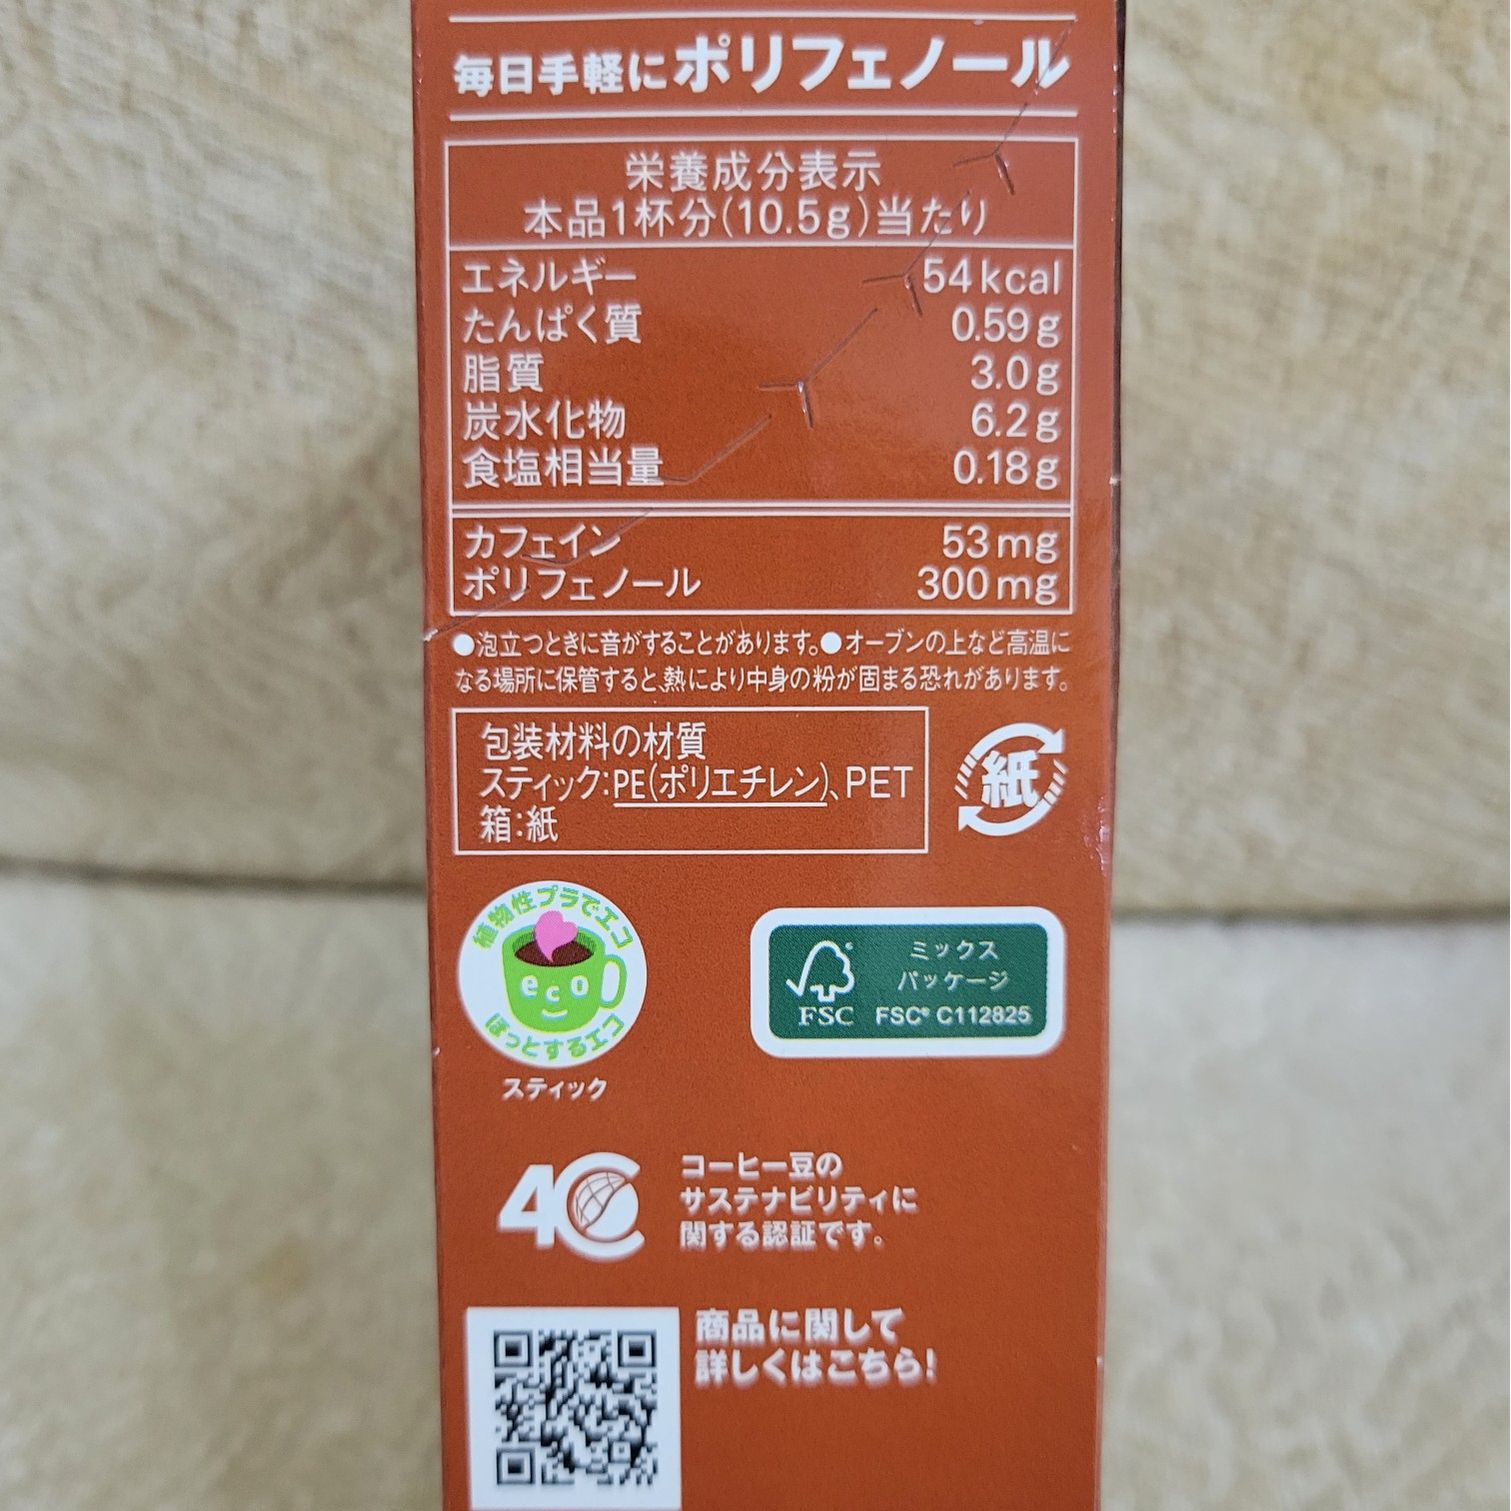 毎日手軽にポリフェノール
栄養成分表示
本品1杯分(10.5g)当たり
エネルギー 54kcal
たんぱく質 0.59g
脂質 3.0g
炭水化物 6.2g
食塩相当量 0.18g
カフェイン 53mg
ポリフェノール 300mg
●泡立つときに音がすることがあります。●オーブンの上など高温に
なる場所に保管すると、熱により中身の粉が固まる恐れがあります。
包装材料の材質
スティック:PE(ポリエチレン)、PET
箱:紙
紙
植物性プラでエコ
eco
ほっとするエコ
スティック
ミックス
パッケージ
FSC
FSC® C112825
4C
コーヒー豆の
サステナビリティに
関する認証です。
商品に関して
詳しくはこちら!